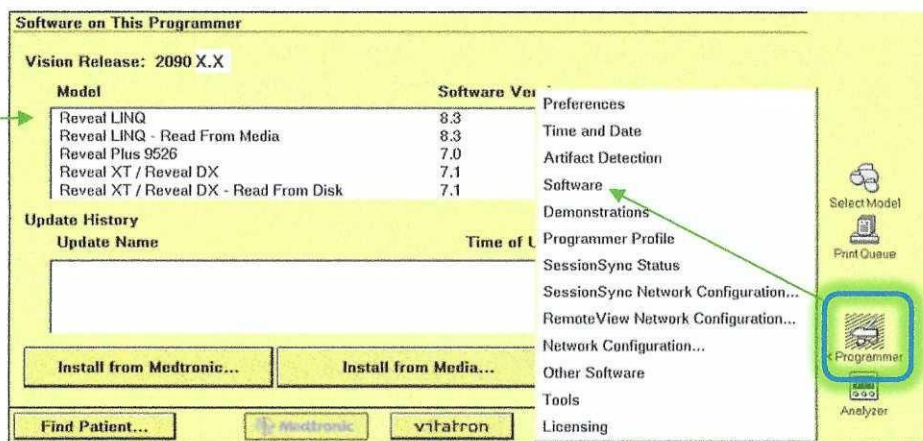 Software on This Programmer
Vision Release: 2090 X.X
Model Software Ver
Reveal LINQ 8.3
Reveal LINQ - Read From Media 8.3
Reveal Plus 9526 7.0
Reveal XT / Reveal DX 7.1
Reveal XT / Reveal DX - Read From Disk 7.1
Update History
Update Name Time of U
Install from Medtronic...
Install from Media...
Find Patient...
Medtronic
vitatron
Preferences
Time and Date
Artifact Detection
Software
Demonstrations
Programmer Profile
SessionSync Status
SessionSync Network Configuration...
RemoteView Network Configuration...
Network Configuration...
Other Software
Tools
Licensing
Select Model
Print Queue
< Programmer
Analyzer